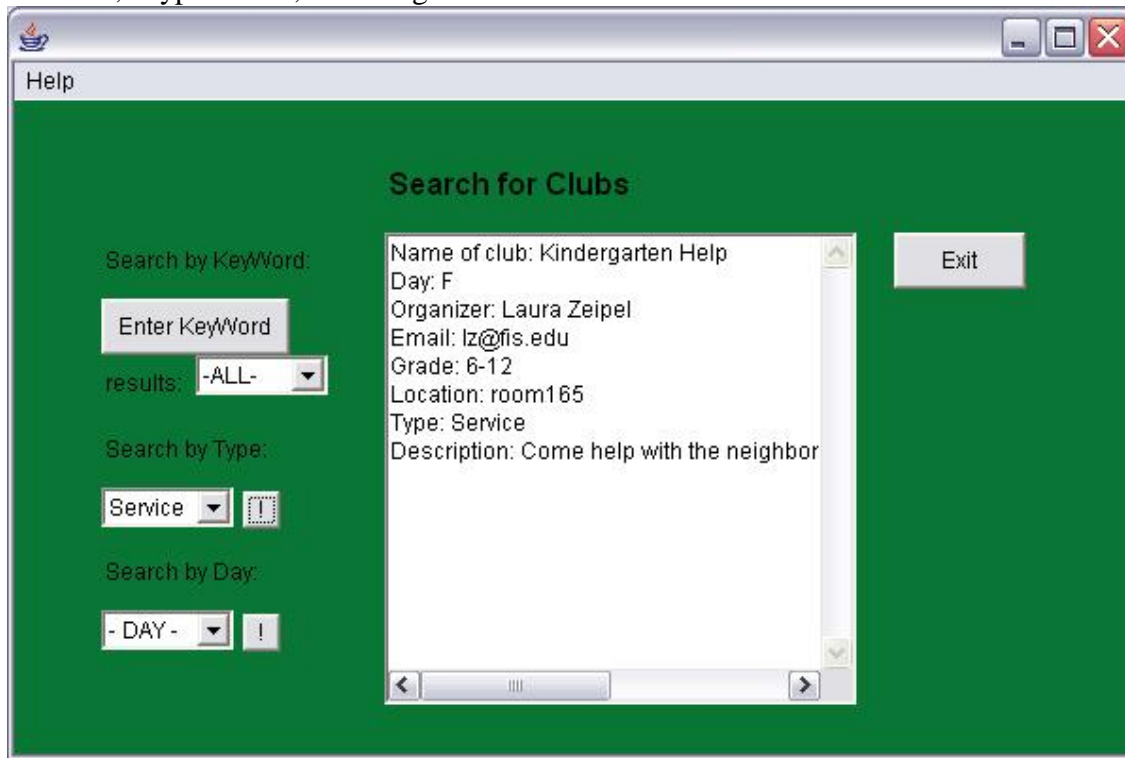 Help
Search for Clubs
Search by KeyWord:
Enter KeyWord
results: -ALL-
Search by Type:
Service !
Search by Day:
- DAY - !
Name of club: Kindergarten Help
Day: F
Organizer: Laura Zeipel
Email: lz@fis.edu
Grade: 6-12
Location: room165
Type: Service
Description: Come help with the neighbor
Exit